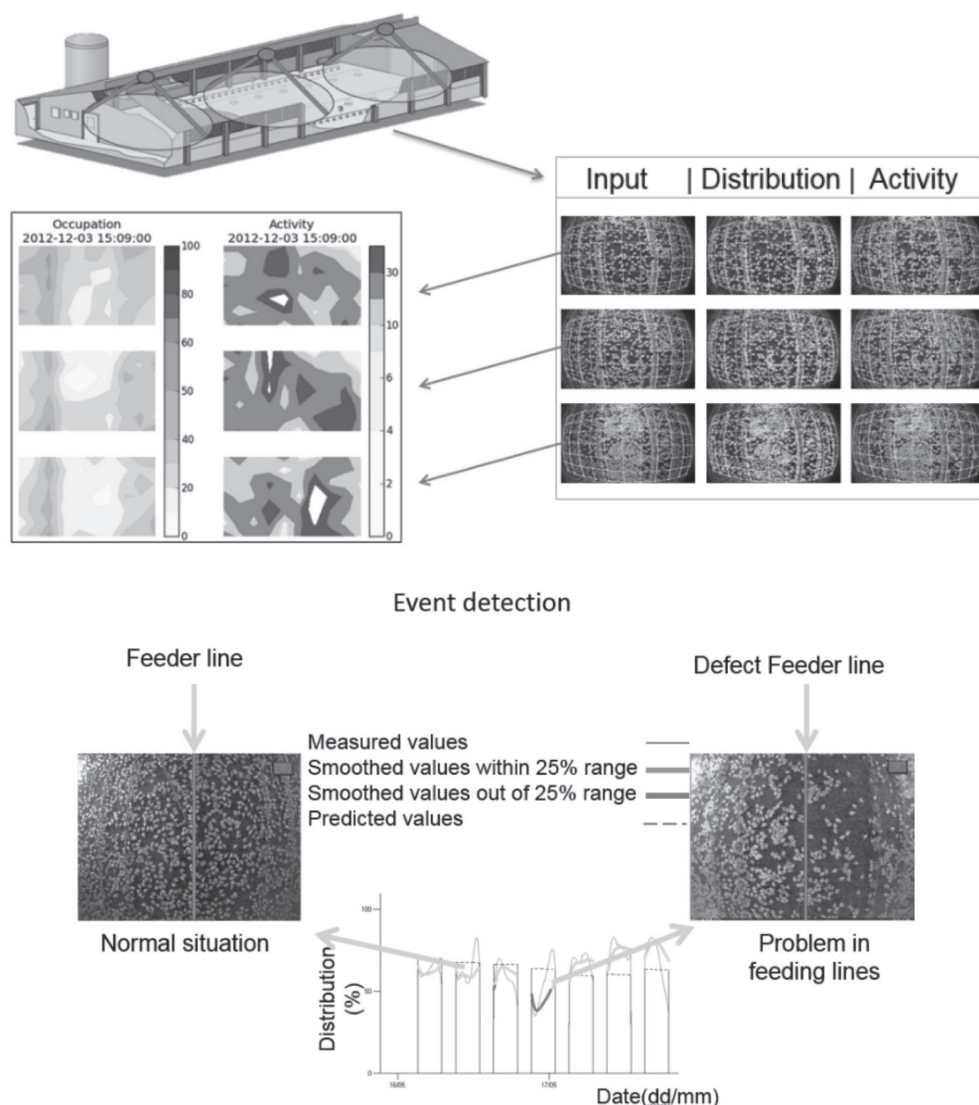 Input | Distribution | Activity
Occupation
2012-12-03 15:09:00
100
80
60
50
40
30
20
0
Activity
2012-12-03 15:09:00
30
10
6
4
2
0
Event detection
Feeder line
Defect Feeder line
Measured values
Smoothed values within 25% range
Smoothed values out of 25% range
Predicted values
Normal situation
Problem in
feeding lines
Distribution
(%)
100
50
0
16/05
17/05
Date(dd/mm)